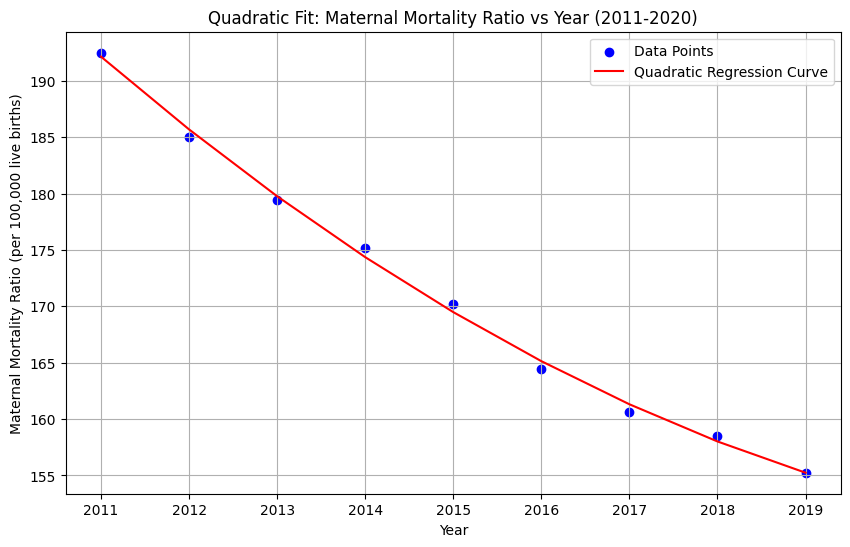 Quadratic Fit: Maternal Mortality Ratio vs Year (2011-2020)
Data Points
Quadratic Regression Curve
Maternal Mortality Ratio (per 100,000 live births)
190
185
180
175
170
165
160
155
2011 2012 2013 2014 2015 2016 2017 2018 2019
Year